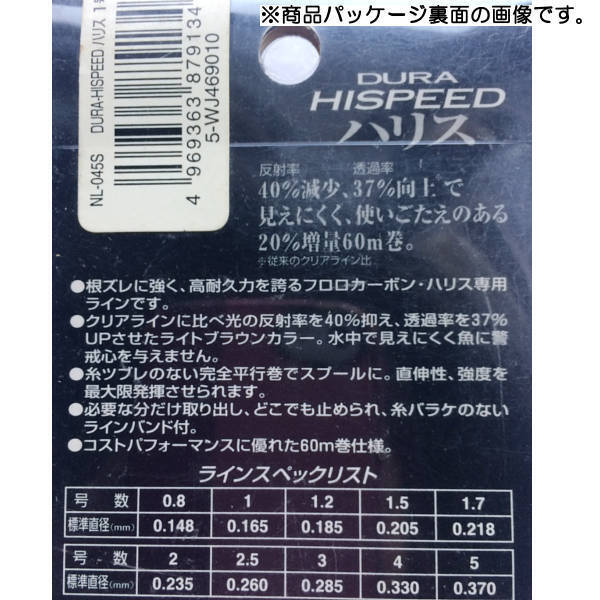 ※商品パッケージ裏面の画像です。
NL-045S DURA-HISPEED ハリス 1
4 969363 879134
5-WJ469010
DURA
HISPEED
ハリス
反射率 透過率
40%減少、37%向上で
見えにくく、使いごたえのある
20%増量60m巻。
※従来のクリアライン比
●根ズレに強く、高耐久力を誇るフロロカーボン・ハリス専用
ラインです。
●クリアラインに比べ光の反射率を40%抑え、透過率を37%
UPさせたライトブラウンカラー。水中で見えにくく魚に警
戒心を与えません。
●糸ツブレのない完全平行巻でスプールに。直伸性、強度を
最大限発揮させられます。
●必要な分だけ取り出し、どこでも止められ、糸バラケのない
ラインバンド付。
●コストパフォーマンスに優れた60m巻仕様。
ラインスペックリスト
号 数 0.8 1 1.2 1.5 1.7
標準直径(mm) 0.148 0.165 0.185 0.205 0.218
号 数 2 2.5 3 4 5
標準直径(mm) 0.235 0.260 0.285 0.330 0.370